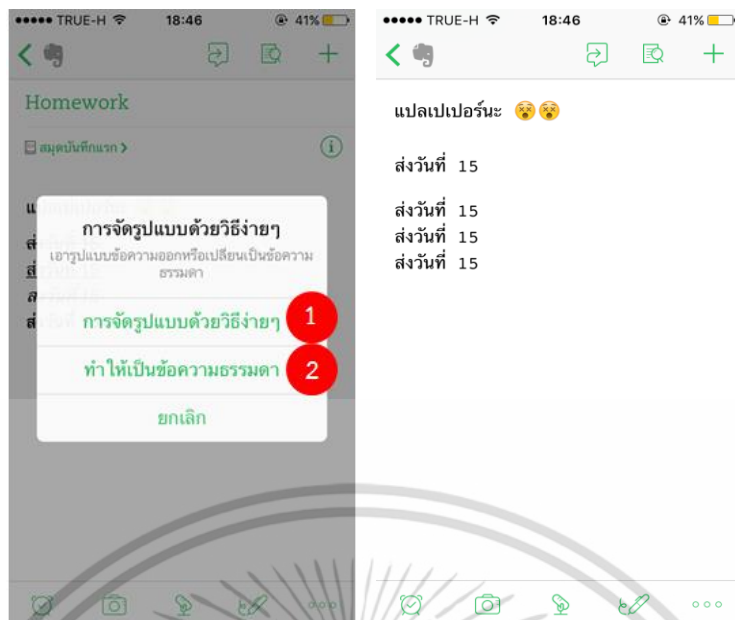 TRUE-H 18:46 41%
Homework
สมุดบันทึกแรก >
การจัดรูปแบบด้วยวิธีง่ายๆ
เอารูปแบบข้อความออกหรือเปลี่ยนเป็นข้อความ
ธรรมดา
การจัดรูปแบบด้วยวิธีง่ายๆ 1
ทำให้เป็นข้อความธรรมดา 2
ยกเลิก
TRUE-H 18:46 41%
แปลเปเปอร์นะ 😵😵
ส่งวันที่ 15
ส่งวันที่ 15
ส่งวันที่ 15
ส่งวันที่ 15